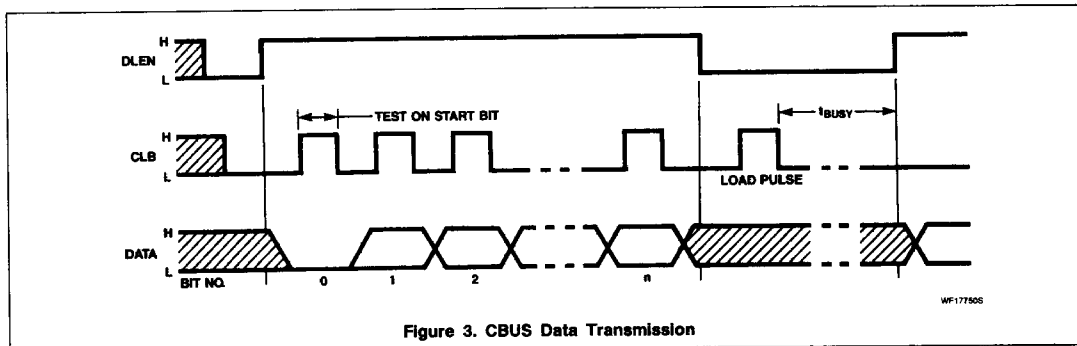 H
DLEN
L
TEST ON START BIT
tBUSY
H
CLB
L
LOAD PULSE
H
DATA
L
BIT NO.
0 1 2 n
WF17750S
Figure 3. CBUS Data Transmission